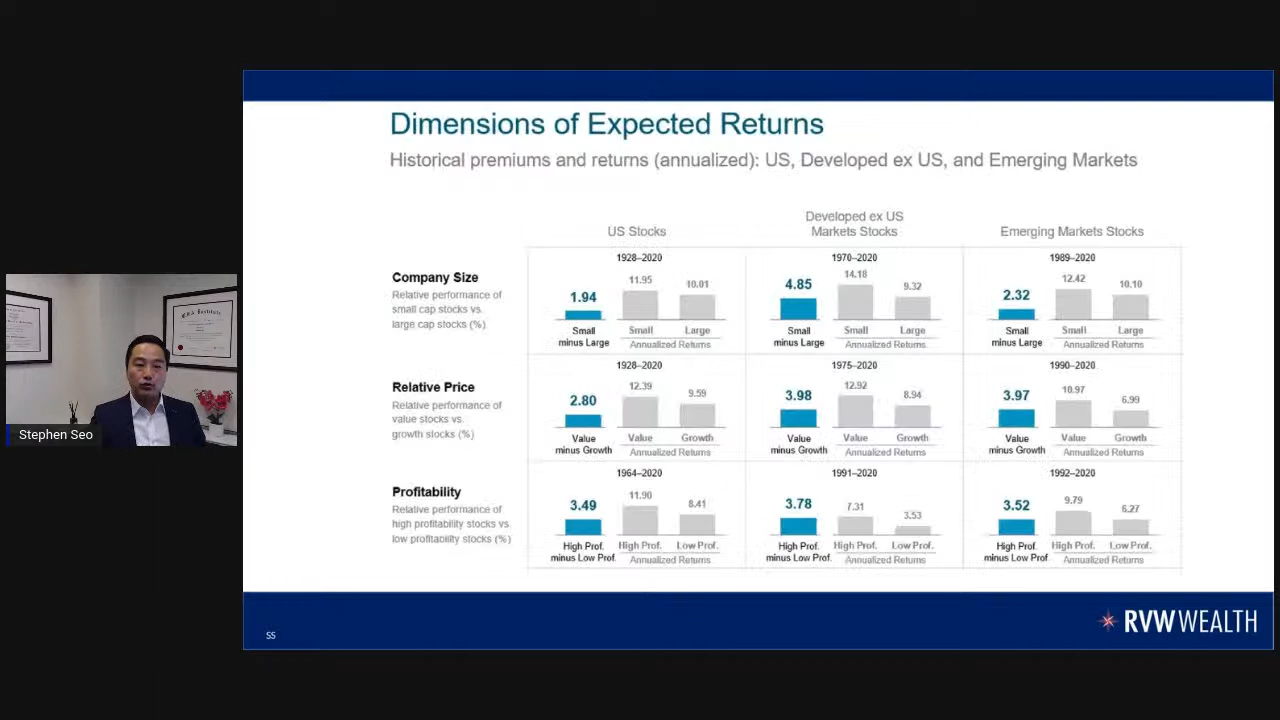 Dimensions of Expected Returns
Historical premiums and returns (annualized): US, Developed ex US, and Emerging Markets
US Stocks
Developed ex US
Markets Stocks
Emerging Markets Stocks
Company Size
Relative performance of
small cap stocks vs.
large cap stocks (%)
1928–2020
1.94
11.95
10.01
Small
minus Large
Small
Large
Annualized Returns
1970–2020
4.85
14.18
9.32
Small
minus Large
Small
Large
Annualized Returns
1989–2020
2.32
12.42
10.10
Small
minus Large
Small
Large
Annualized Returns
Relative Price
Relative performance of
value stocks vs.
growth stocks (%)
1928–2020
2.80
12.39
9.59
Value
minus Growth
Value
Growth
Annualized Returns
1975–2020
3.98
12.92
8.94
Value
minus Growth
Value
Growth
Annualized Returns
1990–2020
3.97
10.97
6.99
Value
minus Growth
Value
Growth
Annualized Returns
Profitability
Relative performance of
high profitability stocks vs.
low profitability stocks (%)
1964–2020
3.49
11.90
8.41
High Prof.
minus Low Prof.
High Prof.
Low Prof.
Annualized Returns
1991–2020
3.78
7.31
3.53
High Prof.
minus Low Prof.
High Prof.
Low Prof.
Annualized Returns
1992–2020
3.52
9.79
6.27
High Prof.
minus Low Prof.
High Prof.
Low Prof.
Annualized Returns
Stephen Seo
SS
RVW WEALTH